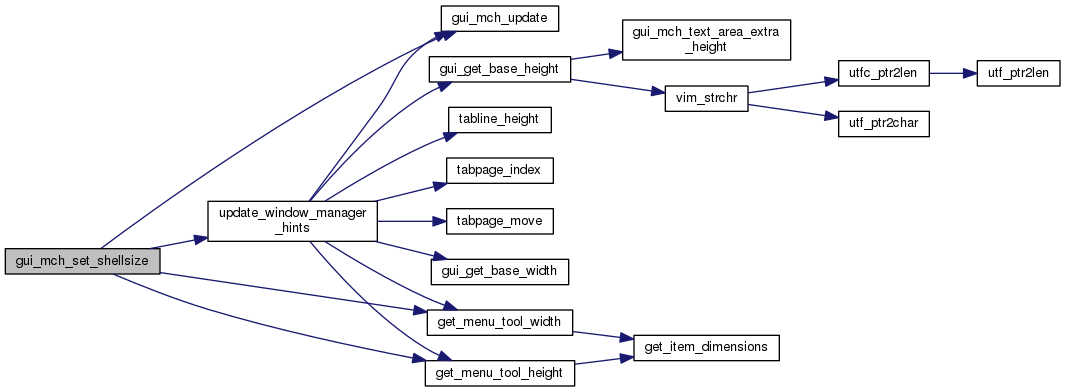 gui_mch_update
gui_mch_text_area_extra
_height
gui_get_base_height
utfc_ptr2len
utf_ptr2len
vim_strchr
tabline_height
utf_ptr2char
tabpage_index
update_window_manager
_hints
tabpage_move
gui_mch_set_shellsize
gui_get_base_width
get_menu_tool_width
get_item_dimensions
get_menu_tool_height